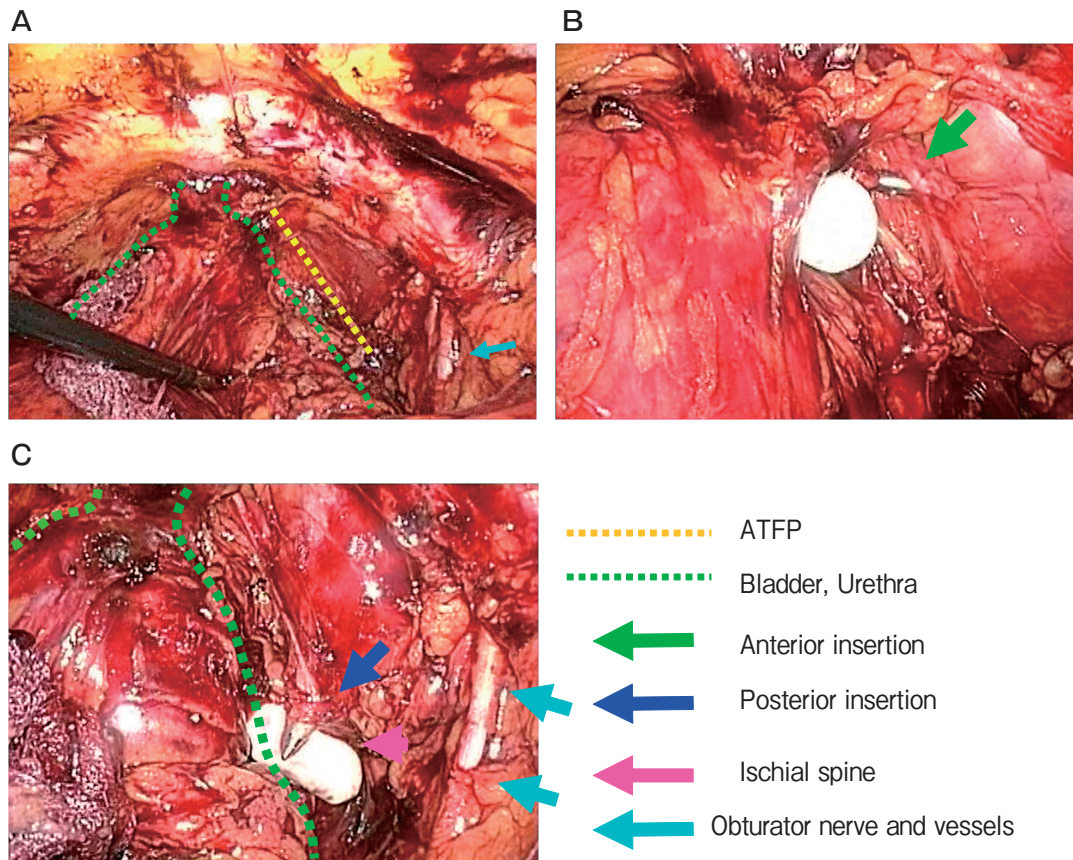 A
B
C
ATFP
Bladder, Urethra
Anterior insertion
Posterior insertion
Ischial spine
Obturator nerve and vessels